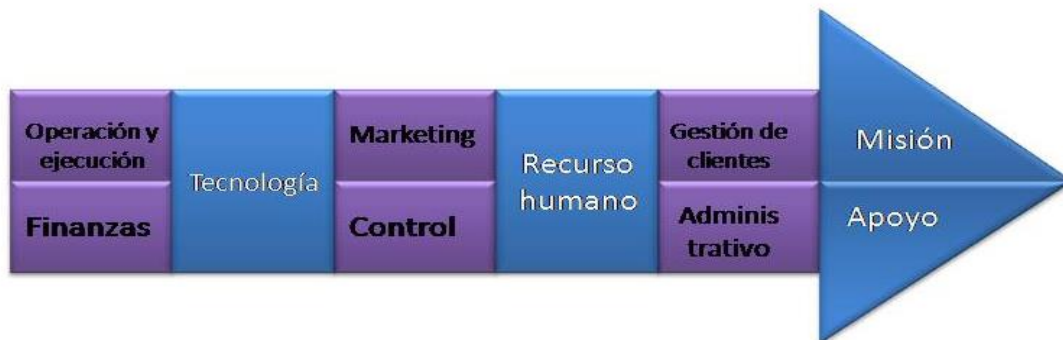 Operación y
ejecución
Finanzas
Tecnología
Marketing
Control
Recurso
humano
Gestión de
clientes
Adminis
trativo
Misión
Apoyo